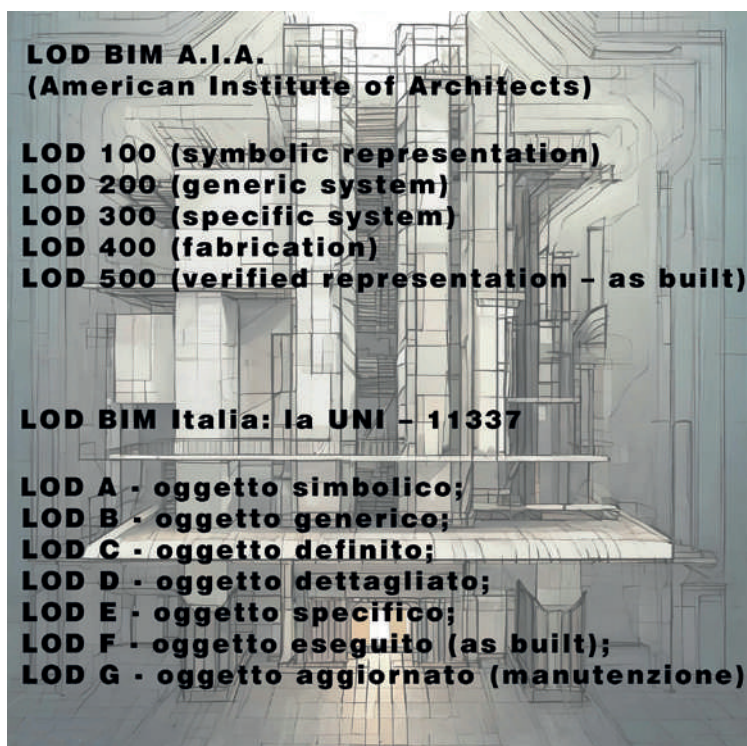 LOD BIM A.I.A.
(American Institute of Architects)
LOD 100 (symbolic representation)
LOD 200 (generic system)
LOD 300 (specific system)
LOD 400 (fabrication)
LOD 500 (verified representation – as built)
LOD BIM Italia: la UNI – 11337
LOD A - oggetto simbolico;
LOD B - oggetto generico;
LOD C - oggetto definito;
LOD D - oggetto dettagliato;
LOD E - oggetto specifico;
LOD F - oggetto eseguito (as built);
LOD G - oggetto aggiornato (manutenzione)